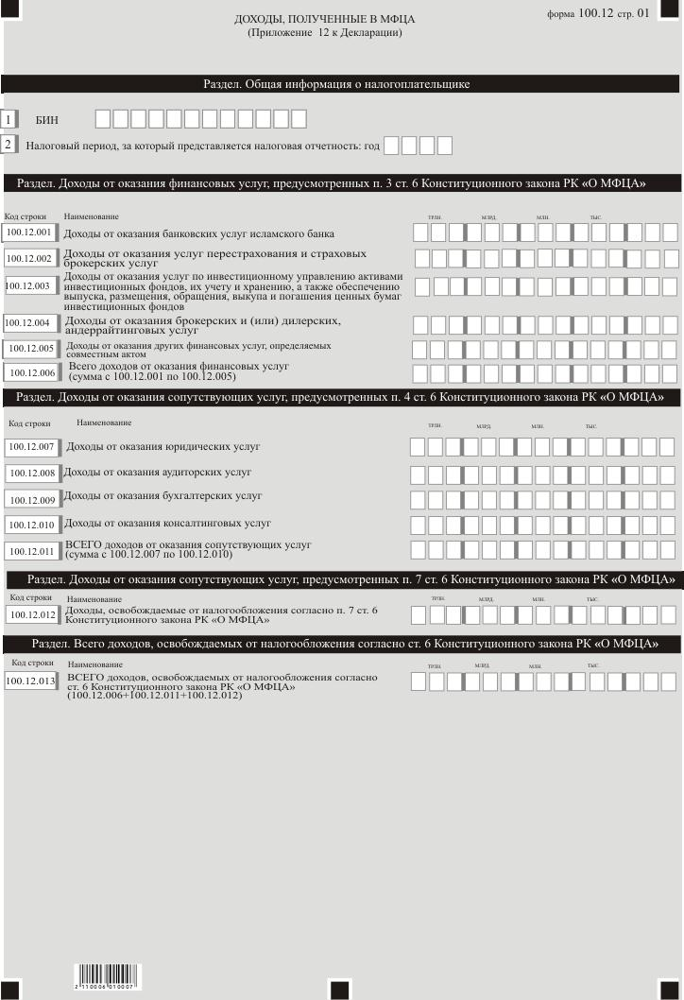 ДОХОДЫ, ПОЛУЧЕННЫЕ В МФЦА
(Приложение 12 к Декларации)
форма 100.12 стр. 01
Раздел. Общая информация о налогоплательщике
1 БИН
2 Налоговый период, за который представляется налоговая отчетность: год
Раздел. Доходы от оказания финансовых услуг, предусмотренных п. 3 ст. 6 Конституционного закона РК «О МФЦА»
Код строки Наименование ТРЛН. МЛРД. МЛН. ТЫС.
100.12.001 Доходы от оказания банковских услуг исламского банка
100.12.002 Доходы от оказания услуг перестрахования и страховых
брокерских услуг
100.12.003 Доходы от оказания услуг по инвестиционному управлению активами
инвестиционных фондов, их учету и хранению, а также обеспечению
выпуска, размещения, обращения, выкупа и погашения ценных бумаг
инвестиционных фондов
100.12.004 Доходы от оказания брокерских и (или) дилерских,
андеррайтинговых услуг
100.12.005 Доходы от оказания других финансовых услуг, определяемых
совместным актом
100.12.006 Всего доходов от оказания финансовых услуг
(сумма с 100.12.001 по 100.12.005)
Раздел. Доходы от оказания сопутствующих услуг, предусмотренных п. 4 ст. 6 Конституционного закона РК «О МФЦА»
Код строки Наименование ТРЛН. МЛРД. МЛН. ТЫС.
100.12.007 Доходы от оказания юридических услуг
100.12.008 Доходы от оказания аудиторских услуг
100.12.009 Доходы от оказания бухгалтерских услуг
100.12.010 Доходы от оказания консалтинговых услуг
100.12.011 ВСЕГО доходов от оказания сопутствующих услуг
(сумма с 100.12.007 по 100.12.010)
Раздел. Доходы от оказания сопутствующих услуг, предусмотренных п. 7 ст. 6 Конституционного закона РК «О МФЦА»
Код строки Наименование ТРЛН. МЛРД. МЛН. ТЫС.
100.12.012 Доходы, освобождаемые от налогообложения согласно п. 7 ст. 6
Конституционного закона РК «О МФЦА»
Раздел. Всего доходов, освобождаемых от налогообложения согласно ст. 6 Конституционного закона РК «О МФЦА»
Код строки Наименование ТРЛН. МЛРД. МЛН. ТЫС.
100.12.013 ВСЕГО доходов, освобождаемых от налогообложения согласно
ст. 6 Конституционного закона РК «О МФЦА»
(100.12.006+100.12.011+100.12.012)
2 110006 010007